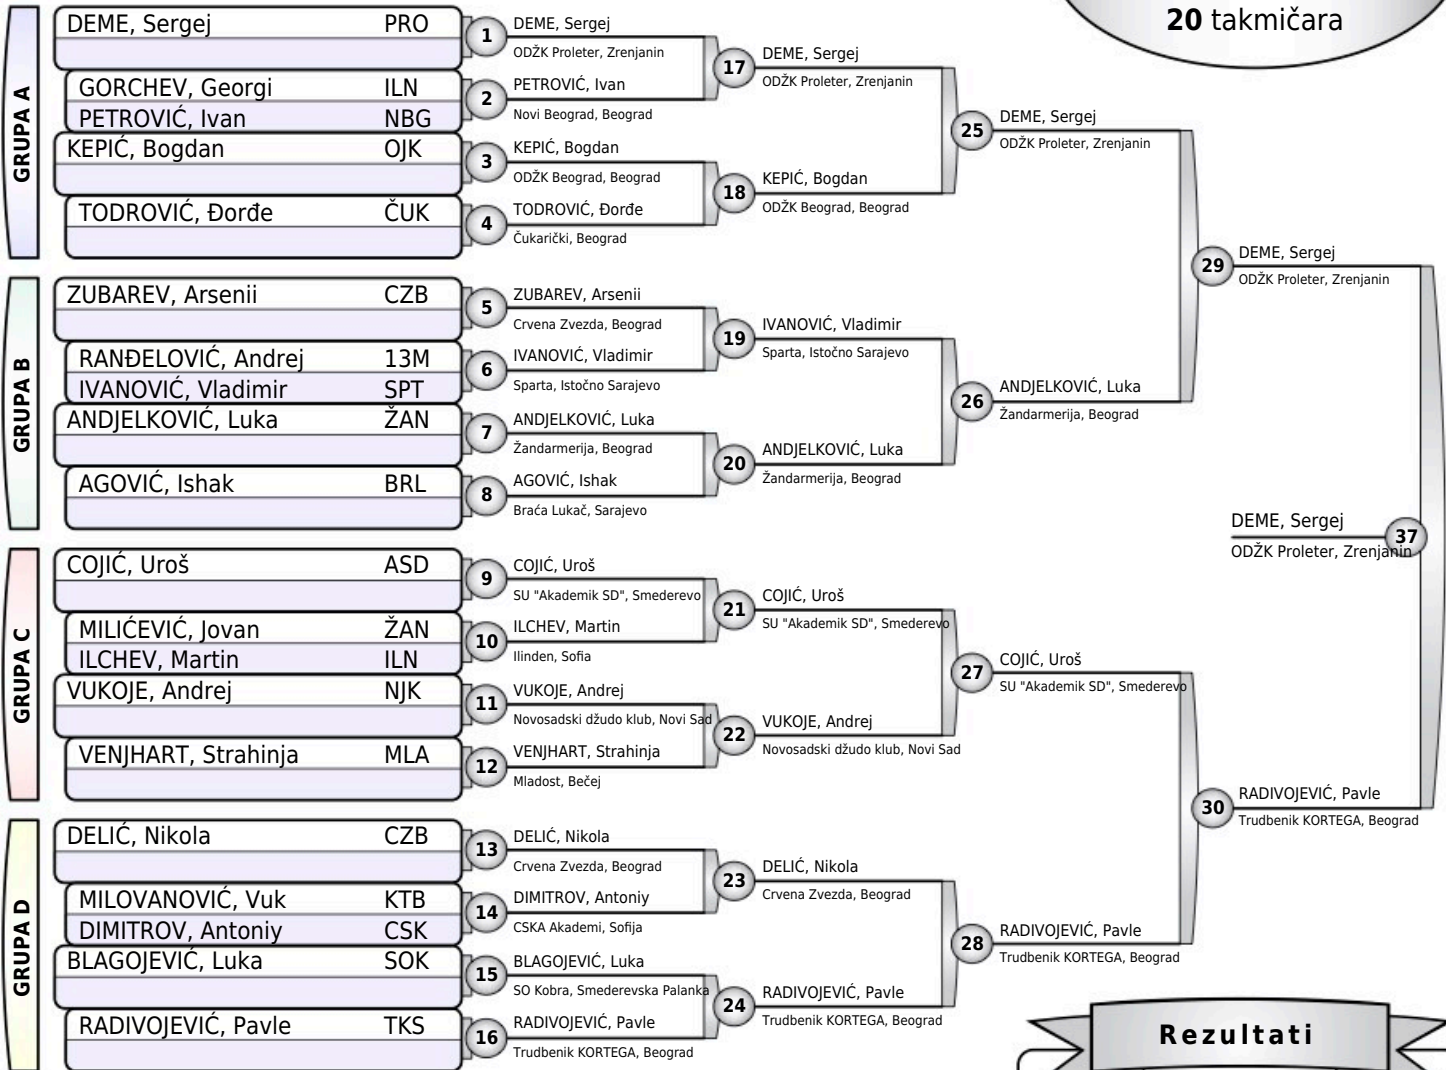 20 takmičara
GRUPA A
DEME, Sergej PRO
GORCHEV, Georgi ILN
PETROVIĆ, Ivan NBG
KEPIĆ, Bogdan OJK
TODROVIĆ, Đorđe ČUK
GRUPA B
ZUBAREV, Arsenii CZB
RANĐELOVIĆ, Andrej 13M
IVANOVIĆ, Vladimir SPT
ANDJELKOVIĆ, Luka ŽAN
AGOVIĆ, Ishak BRL
GRUPA C
COJIĆ, Uroš ASD
MILIĆEVIĆ, Jovan ŽAN
ILCHEV, Martin ILN
VUKOJE, Andrej NJK
VENJHART, Strahinja MLA
GRUPA D
DELIĆ, Nikola CZB
MILOVANOVIĆ, Vuk KTB
DIMITROV, Antoniy CSK
BLAGOJEVIĆ, Luka SOK
RADIVOJEVIĆ, Pavle TKS
1 DEME, Sergej
ODŽK Proleter, Zrenjanin
2 PETROVIĆ, Ivan
Novi Beograd, Beograd
3 KEPIĆ, Bogdan
ODŽK Beograd, Beograd
4 TODROVIĆ, Đorđe
Čukarički, Beograd
5 ZUBAREV, Arsenii
Crvena Zvezda, Beograd
6 IVANOVIĆ, Vladimir
Sparta, Istočno Sarajevo
7 ANDJELKOVIĆ, Luka
Žandarmerija, Beograd
8 AGOVIĆ, Ishak
Braća Lukač, Sarajevo
9 COJIĆ, Uroš
SU "Akademik SD", Smederevo
10 ILCHEV, Martin
Ilinden, Sofia
11 VUKOJE, Andrej
Novosadski džudo klub, Novi Sad
12 VENJHART, Strahinja
Mladost, Bečej
13 DELIĆ, Nikola
Crvena Zvezda, Beograd
14 DIMITROV, Antoniy
CSKA Akademi, Sofija
15 BLAGOJEVIĆ, Luka
SO Kobra, Smederevska Palanka
16 RADIVOJEVIĆ, Pavle
Trudbenik KORTEGA, Beograd
17 DEME, Sergej
ODŽK Proleter, Zrenjanin
18 KEPIĆ, Bogdan
ODŽK Beograd, Beograd
19 IVANOVIĆ, Vladimir
Sparta, Istočno Sarajevo
20 ANDJELKOVIĆ, Luka
Žandarmerija, Beograd
21 COJIĆ, Uroš
SU "Akademik SD", Smederevo
22 VUKOJE, Andrej
Novosadski džudo klub, Novi Sad
23 DELIĆ, Nikola
Crvena Zvezda, Beograd
24 RADIVOJEVIĆ, Pavle
Trudbenik KORTEGA, Beograd
25 DEME, Sergej
ODŽK Proleter, Zrenjanin
26 ANDJELKOVIĆ, Luka
Žandarmerija, Beograd
27 COJIĆ, Uroš
SU "Akademik SD", Smederevo
28 RADIVOJEVIĆ, Pavle
Trudbenik KORTEGA, Beograd
29 DEME, Sergej
ODŽK Proleter, Zrenjanin
30 RADIVOJEVIĆ, Pavle
Trudbenik KORTEGA, Beograd
DEME, Sergej 37
ODŽK Proleter, Zrenjanin
Rezultati